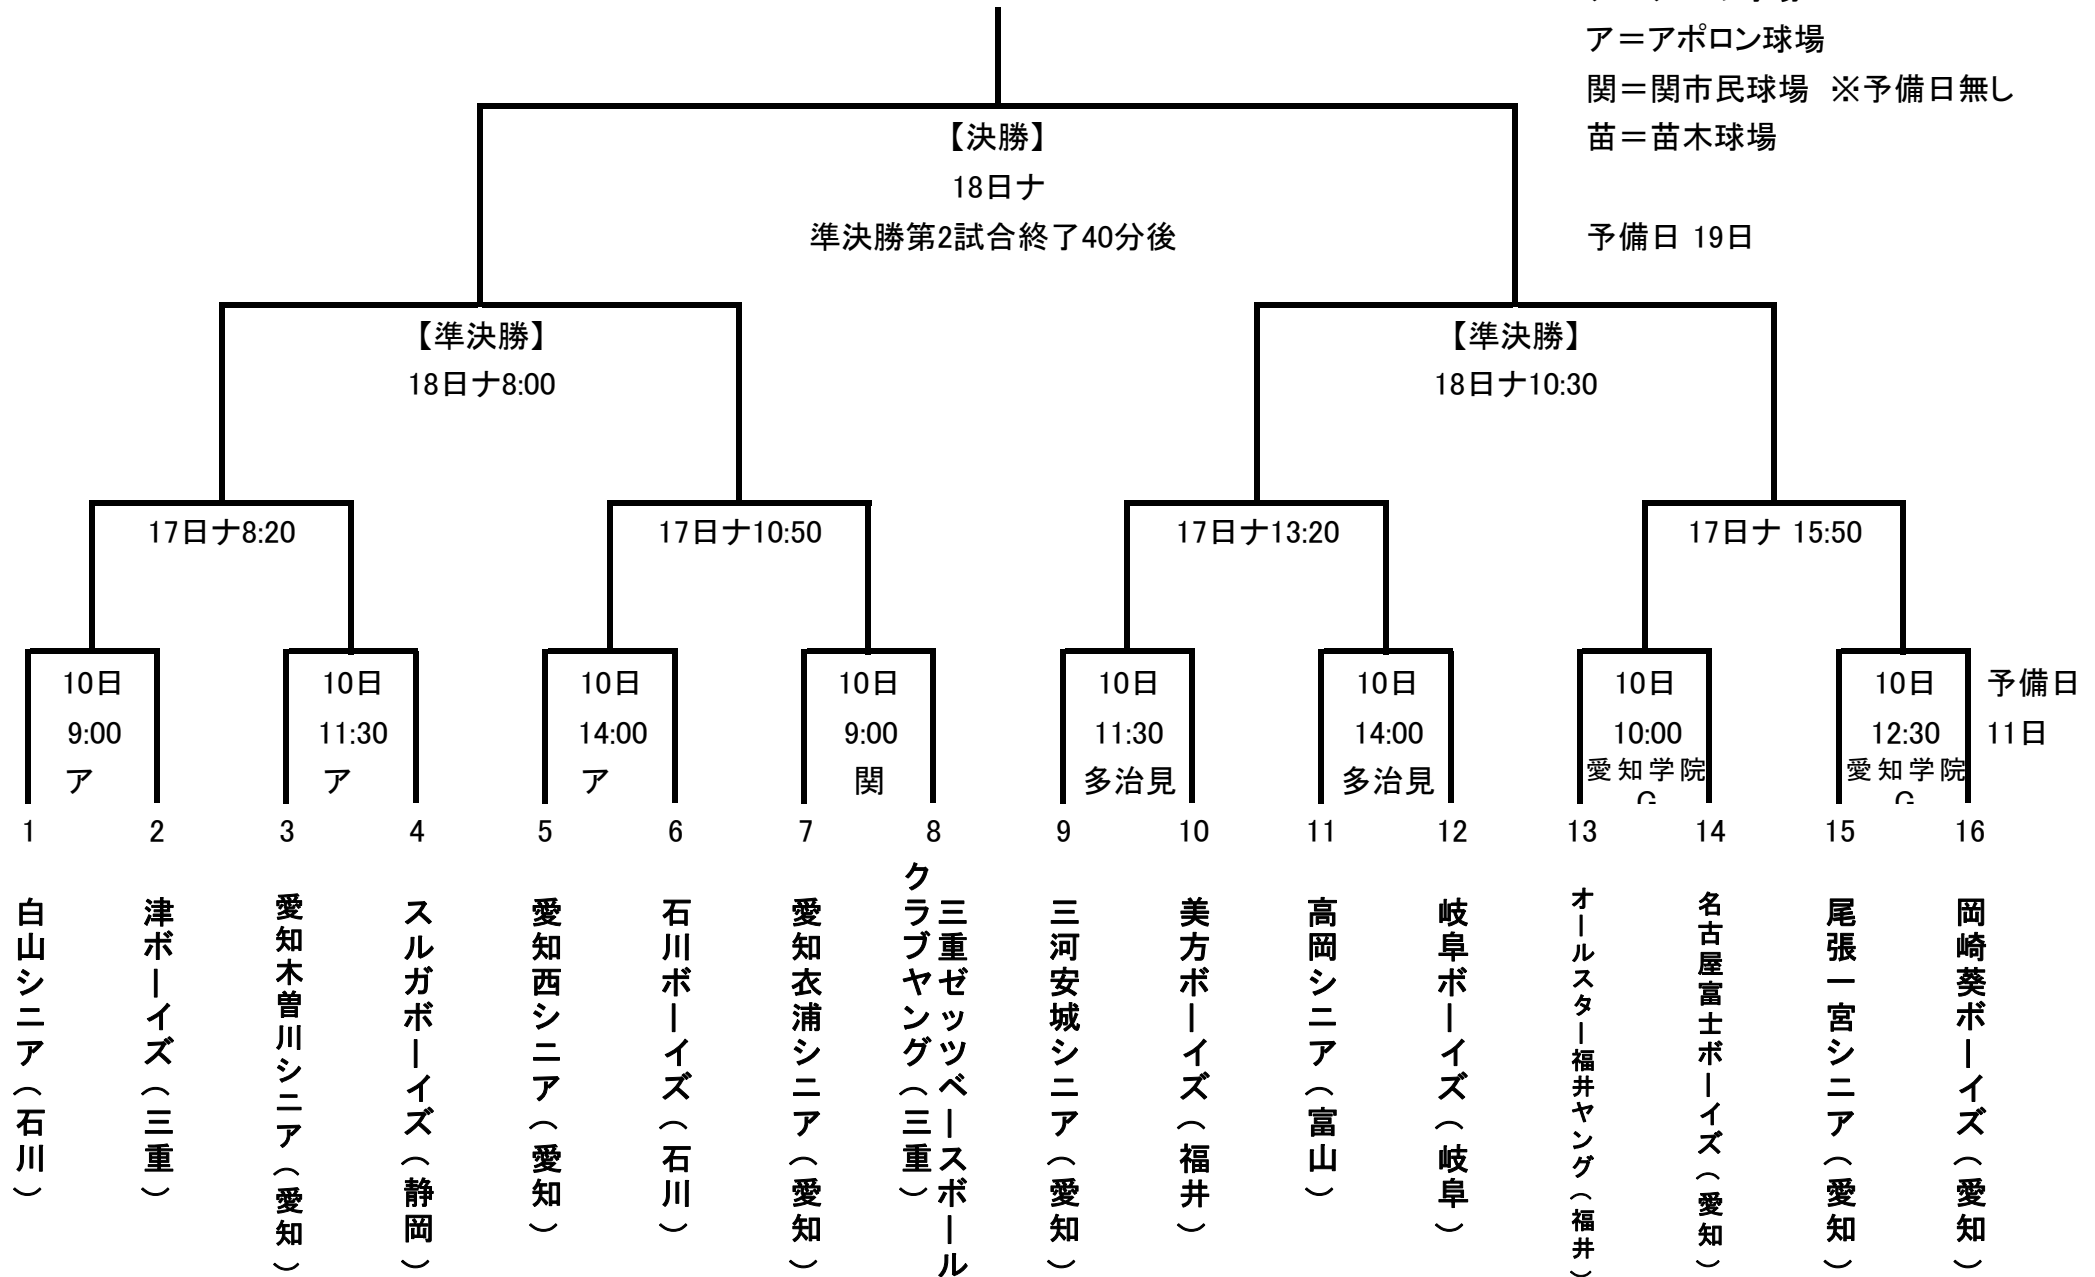 ア＝アポロン球場
関＝関市民球場 ※予備日無し
苗＝苗木球場
【決勝】
18日ナ
準決勝第2試合終了40分後
予備日 19日
【準決勝】
18日ナ8:00
【準決勝】
18日ナ10:30
17日ナ8:20
17日ナ10:50
17日ナ13:20
17日ナ 15:50
10日
9:00
ア
10日
11:30
ア
10日
14:00
ア
10日
9:00
関
10日
11:30
多治見
10日
14:00
多治見
10日
10:00
愛知学院
G
10日
12:30
愛知学院
G
予備日
11日
1
2
3
4
5
6
7
8
9
10
11
12
13
14
15
16
白山シニア（石川）
津ボーイズ（三重）
愛知木曽川シニア（愛知）
スルガボーイズ（静岡）
愛知西シニア（愛知）
石川ボーイズ（石川）
愛知衣浦シニア（愛知）
三重ゼッツベースボール
クラブヤング（三重）
三河安城シニア（愛知）
美方ボーイズ（福井）
高岡シニア（富山）
岐阜ボーイズ（岐阜）
オールスター福井ヤング（福井）
名古屋富士ボーイズ（愛知）
尾張一宮シニア（愛知）
岡崎葵ボーイズ（愛知）